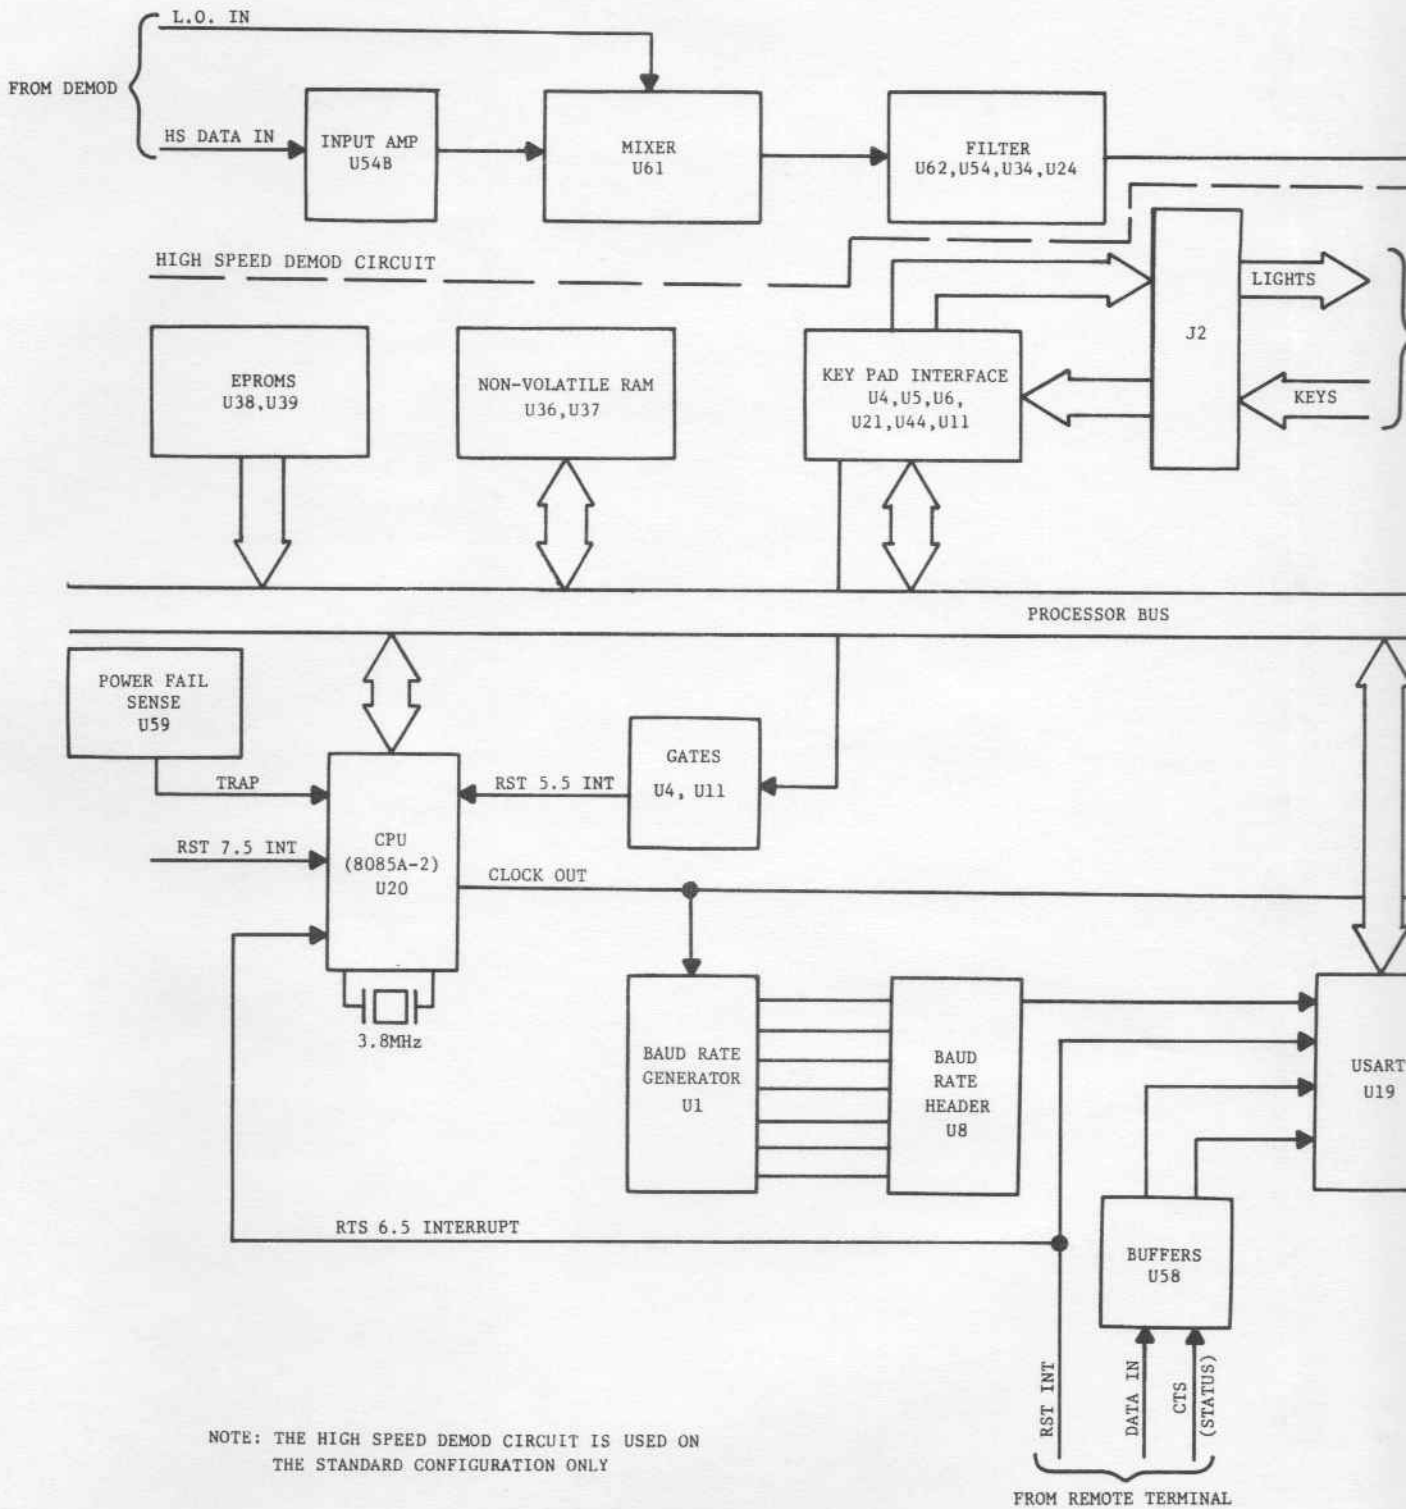 L.O. IN
FROM DEMOD
HS DATA IN
INPUT AMP
U54B
MIXER
U61
FILTER
U62,U54,U34,U24
HIGH SPEED DEMOD CIRCUIT
LIGHTS
J2
KEYS
EPROMS
U38,U39
NON-VOLATILE RAM
U36,U37
KEY PAD INTERFACE
U4,U5,U6,
U21,U44,U11
PROCESSOR BUS
POWER FAIL
SENSE
U59
TRAP
RST 7.5 INT
CPU
(8085A-2)
U20
3.8MHz
RST 5.5 INT
GATES
U4, U11
CLOCK OUT
BAUD RATE
GENERATOR
U1
BAUD
RATE
HEADER
U8
USART
U19
RTS 6.5 INTERRUPT
BUFFERS
U58
RST INT
DATA IN
CTS
(STATUS)
FROM REMOTE TERMINAL
NOTE: THE HIGH SPEED DEMOD CIRCUIT IS USED ON
THE STANDARD CONFIGURATION ONLY